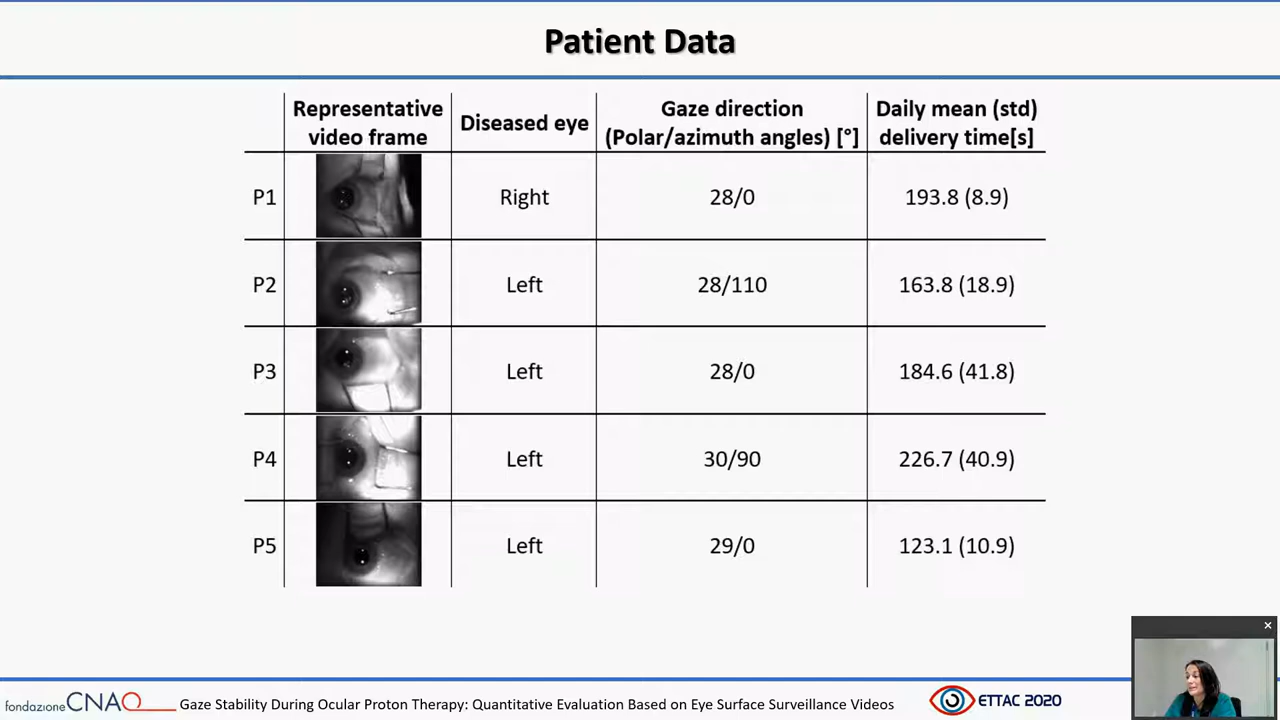 Patient Data
Representative video frame Diseased eye Gaze direction (Polar/azimuth angles) [°] Daily mean (std) delivery time[s]
P1 Right 28/0 193.8 (8.9)
P2 Left 28/110 163.8 (18.9)
P3 Left 28/0 184.6 (41.8)
P4 Left 30/90 226.7 (40.9)
P5 Left 29/0 123.1 (10.9)
fondazione CNAO Gaze Stability During Ocular Proton Therapy: Quantitative Evaluation Based on Eye Surface Surveillance Videos ETTAC 2020